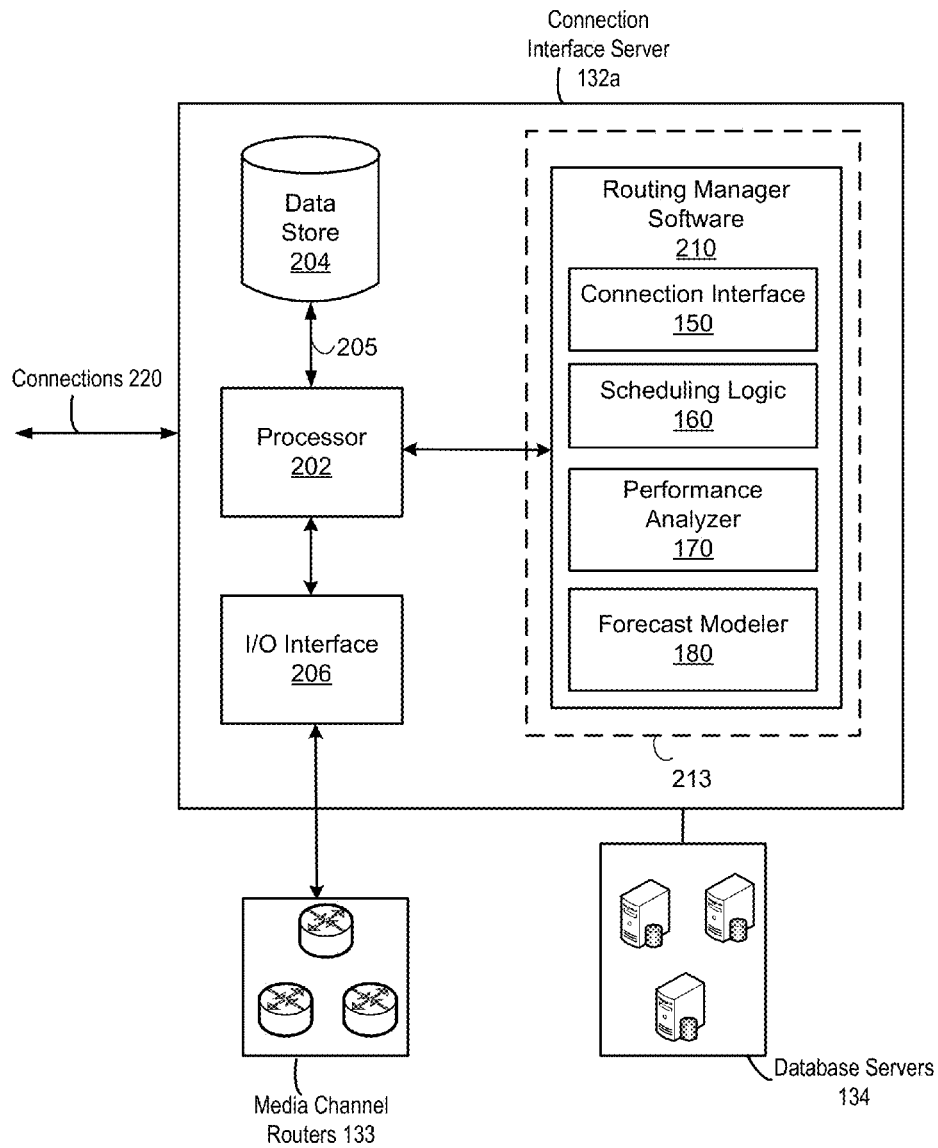 Connection
Interface Server
132a
Data
Store
204
205
Connections 220
Processor
202
I/O Interface
206
Routing Manager
Software
210
Connection Interface
150
Scheduling Logic
160
Performance
Analyzer
170
Forecast Modeler
180
213
Media Channel
Routers 133
Database Servers
134